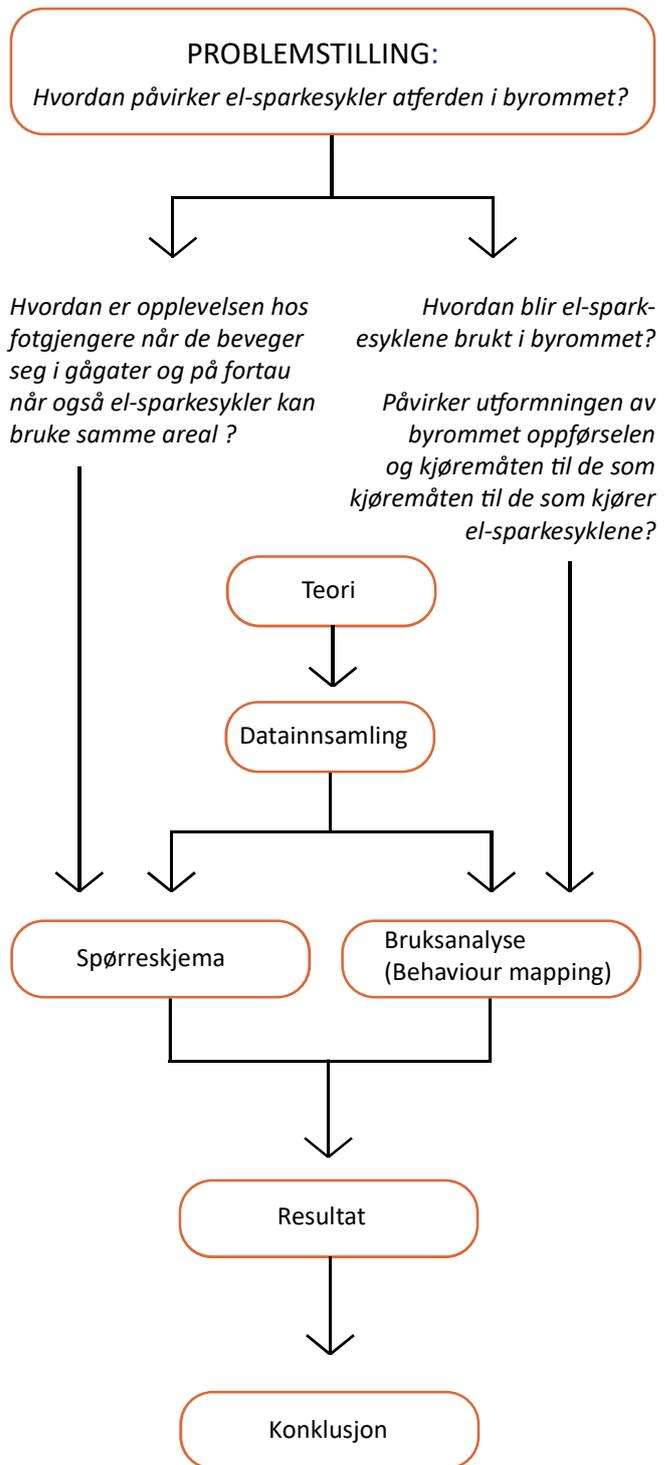 PROBLEMSTILLING:
Hvordan påvirker el-sparkesykler atferden i byrommet?
Hvordan er opplevelsen hos
fotgjengere når de beveger
seg i gågater og på fortau
når også el-sparkesykler kan
bruke samme areal ?
Hvordan blir el-spark-
esyklene brukt i byrommet?
Påvirker utformningen av
byrommet oppførselen
og kjøremåten til de som
kjøremåten til de som kjører
el-sparkesyklene?
Teori
Datainnsamling
Spørreskjema
Bruksanalyse
(Behaviour mapping)
Resultat
Konklusjon